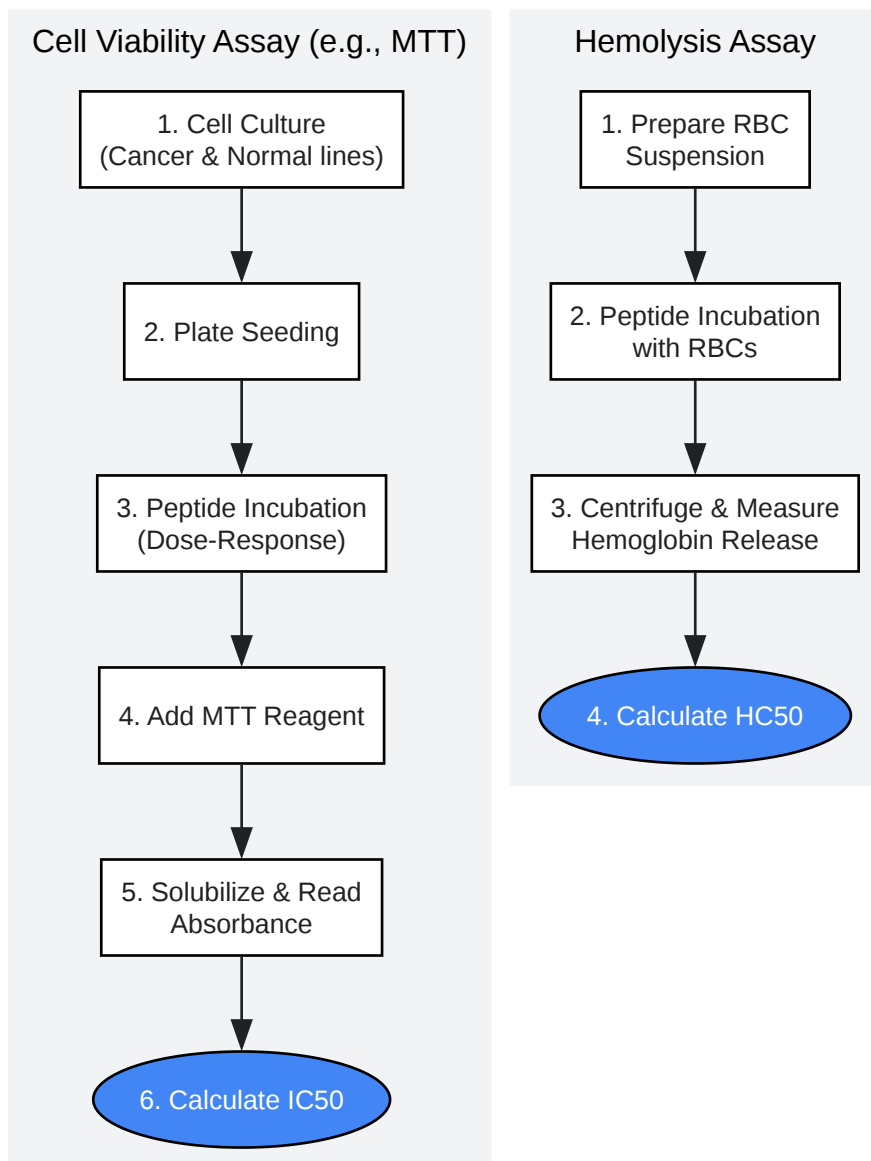 Cell Viability Assay (e.g., MTT)
1. Cell Culture
(Cancer & Normal lines)
2. Plate Seeding
3. Peptide Incubation
(Dose-Response)
4. Add MTT Reagent
5. Solubilize & Read
Absorbance
6. Calculate IC50
Hemolysis Assay
1. Prepare RBC
Suspension
2. Peptide Incubation
with RBCs
3. Centrifuge & Measure
Hemoglobin Release
4. Calculate HC50